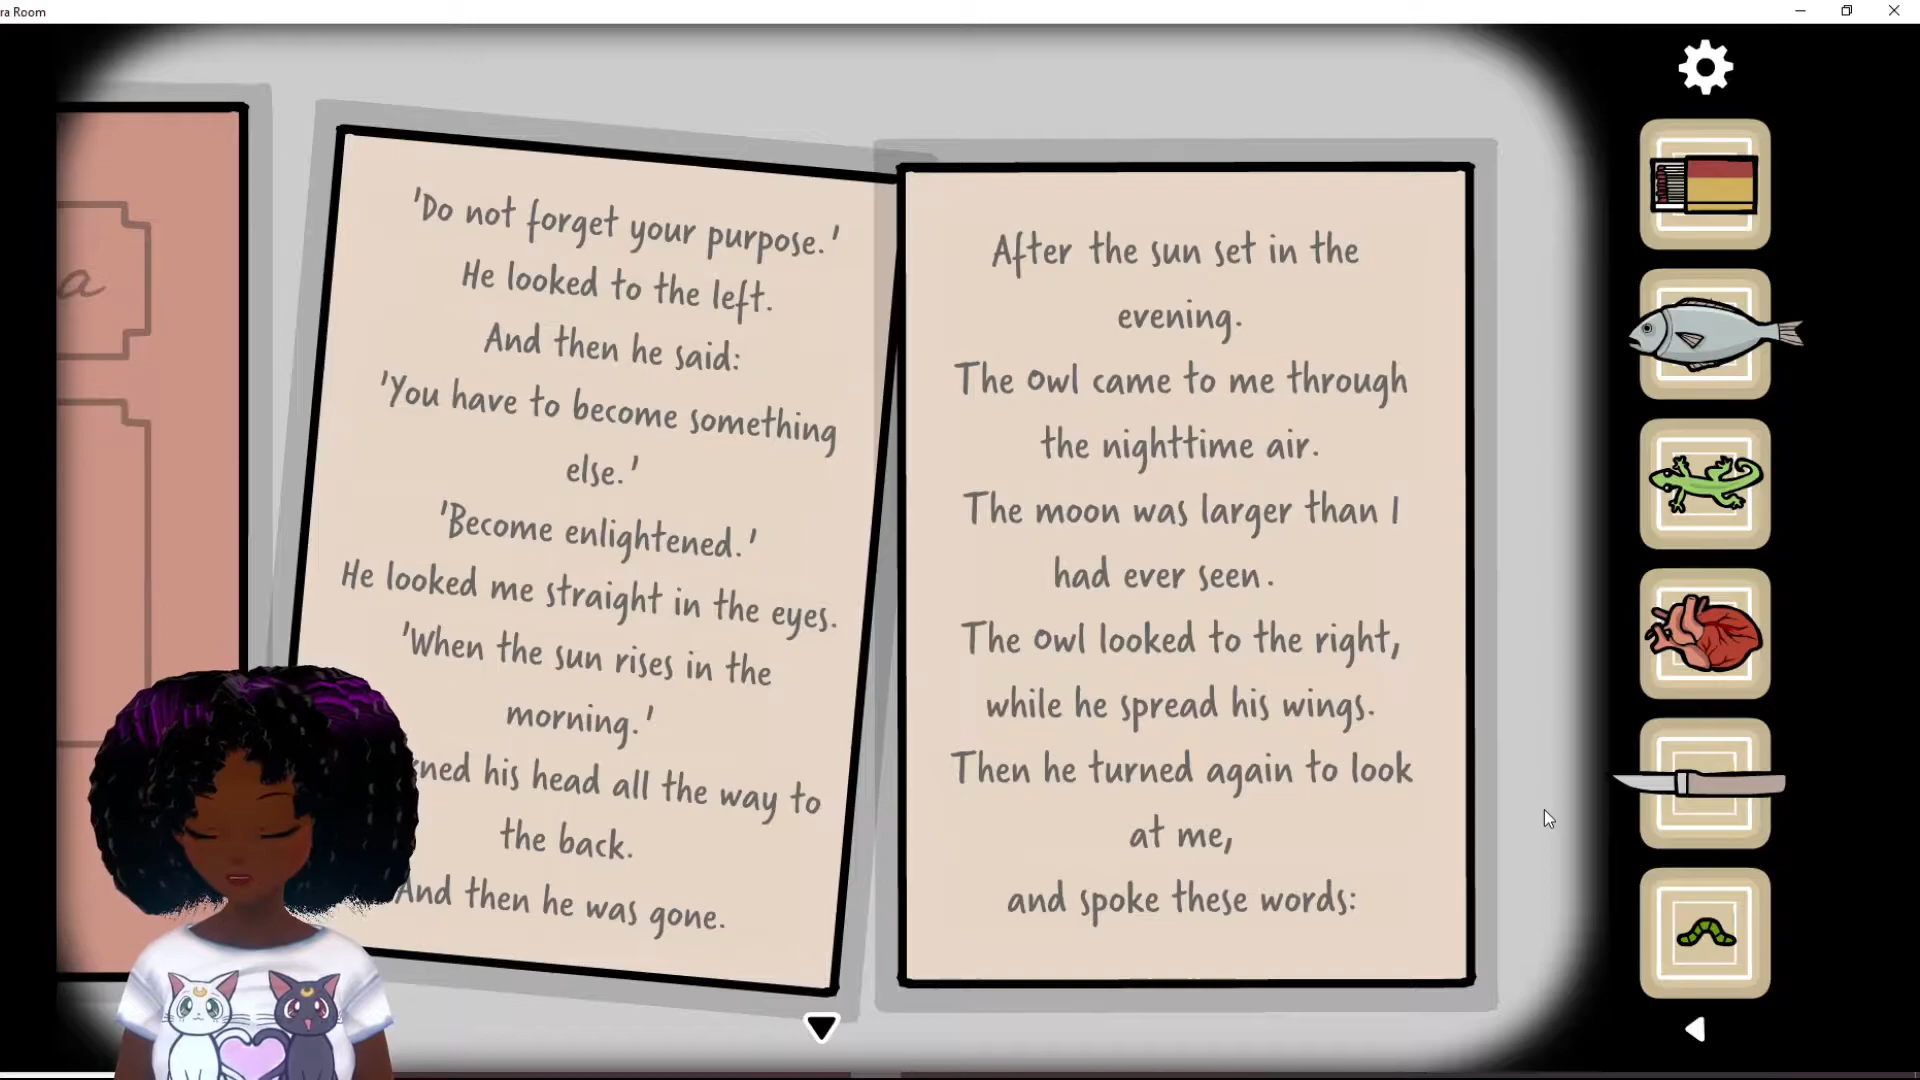 ra Room
a
'Do not forget your purpose.'
He looked to the left.
And then he said:
'You have to become something
else.'
'Become enlightened.'
He looked me straight in the eyes.
'When the sun rises in the
morning.'
his head all the way to
the back.
And then he was gone.
After the sun set in the
evening.
The Owl came to me through
the nighttime air.
The moon was larger than I
had ever seen.
The Owl looked to the right,
while he spread his wings.
Then he turned again to look
at me,
and spoke these words: